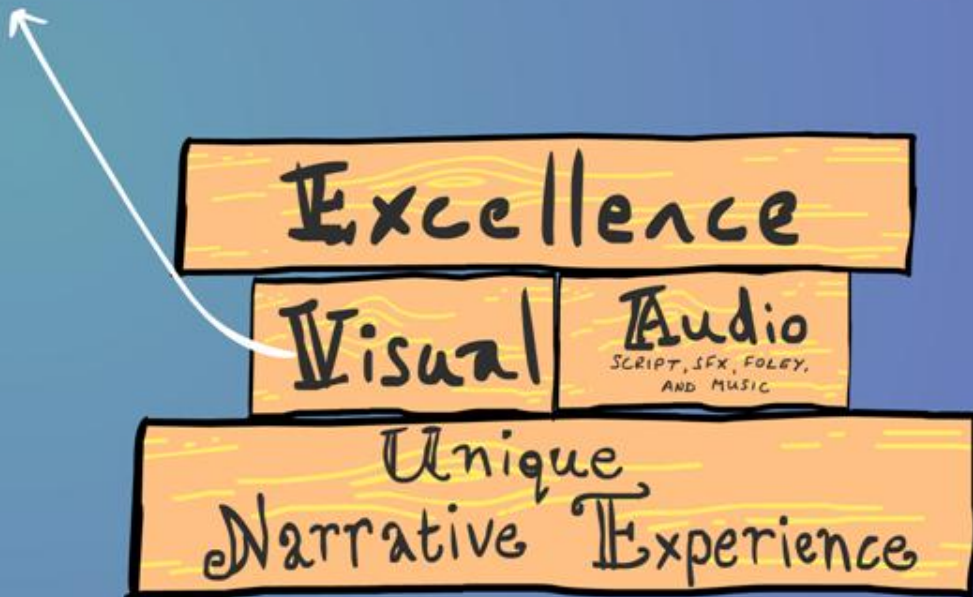 Excellence
Visual
Audio
SCRIPT, SFX, FOLEY,
AND MUSIC
Unique
Narrative Experience